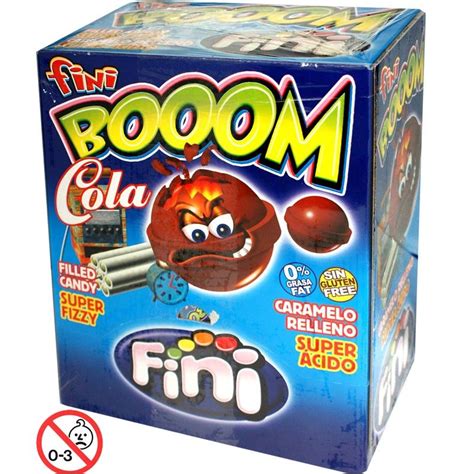 Fini
BOOOM
Cola
FILLED
CANDY
SUPER
FIZZY
0%
GRASA
FAT
SIN
GLUTEN
FREE
CARAMELO
RELLENO
SUPER
ACIDO
Fini
0-3
Fini
BOOOM